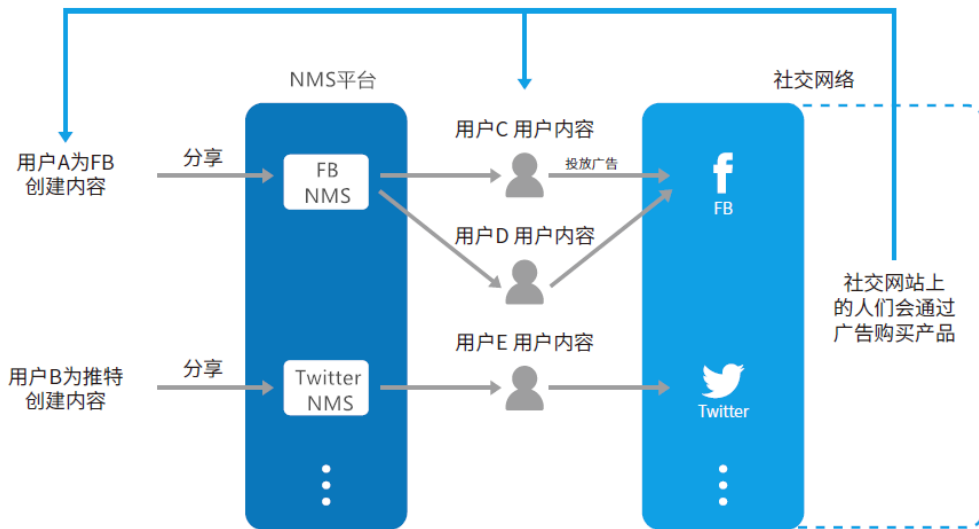 NMS平台
社交网络
用户A为FB
创建内容
分享
FB
NMS
用户C 用户内容
投放广告
FB
用户D 用户内容
社交网站上
的人们会通过
广告购买产品
用户B为推特
创建内容
分享
Twitter
NMS
用户E 用户内容
Twitter